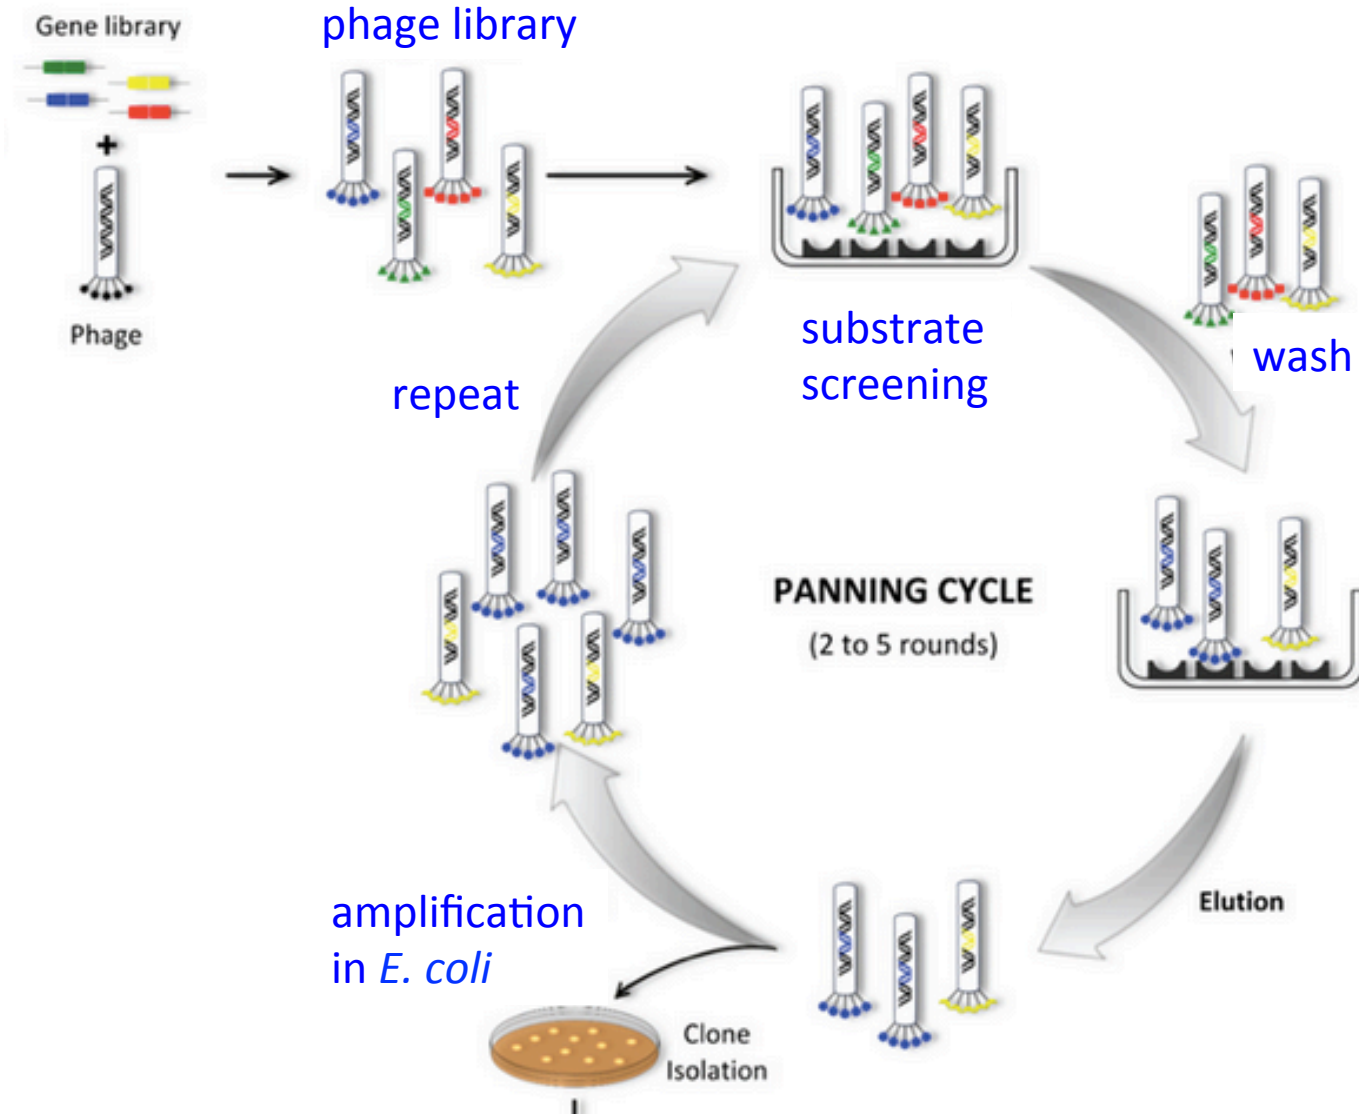 Gene library
phage library
+
Phage
substrate
screening
wash
repeat
PANNING CYCLE
(2 to 5 rounds)
Elution
amplification
in E. coli
Clone
Isolation